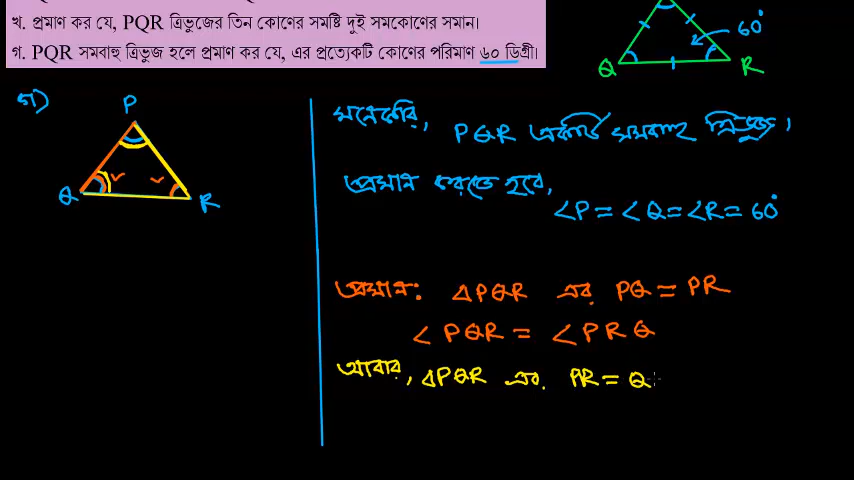 খ. প্রমাণ কর যে, PQR ত্রিভুজের তিন কোণের সমষ্টি দুই সমকোণের সমান।
গ. PQR সমবাহু ত্রিভুজ হলে প্রমাণ কর যে, এর প্রত্যেকটি কোণের পরিমাণ ৬০ ডিগ্রী।
60°
Q R
গ)
P
Q R
মনেকরি, PQR একটি সমবাহু ত্রিভুজ।
প্রমাণ করতে হবে,
∠P = ∠Q = ∠R = 60°
প্রমাণ: ΔPQR এর PQ = PR
∠PQR = ∠PRQ
আবার, ΔPQR এর PR = Q